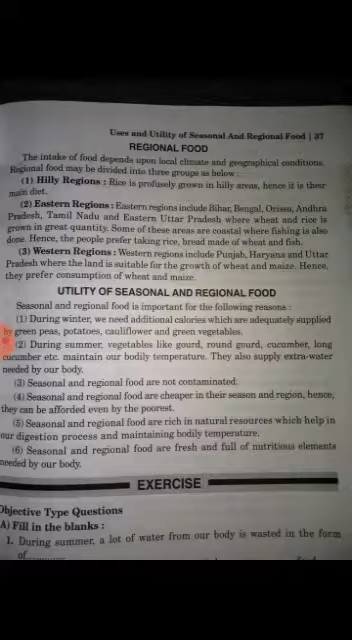 Uses and Utility of Seasonal And Regional Food | 37
REGIONAL FOOD
The intake of food depends upon local climate and geographical conditions.
Regional food may be divided into three groups as below :
(1) Hilly Regions : Rice is profusely grown in hilly areas, hence it is their
main diet.
(2) Eastern Regions : Eastern regions include Bihar, Bengal, Orissa, Andhra
Pradesh, Tamil Nadu and Eastern Uttar Pradesh where wheat and rice is
grown in great quantity. Some of these areas are coastal where fishing is also
done. Hence, the people prefer taking rice, bread made of wheat and fish.
(3) Western Regions : Western regions include Punjab, Haryana and Uttar
Pradesh where the land is suitable for the growth of wheat and maize. Hence,
they prefer consumption of wheat and maize.
UTILITY OF SEASONAL AND REGIONAL FOOD
Seasonal and regional food is important for the following reasons :
(1) During winter, we need additional calories which are adequately supplied
by green peas, potatoes, cauliflower and green vegetables.
(2) During summer, vegetables like gourd, round gourd, cucumber, long
cucumber etc. maintain our bodily temperature. They also supply extra-water
needed by our body.
(3) Seasonal and regional food are not contaminated.
(4) Seasonal and regional food are cheaper in their season and region, hence,
they can be afforded even by the poorest.
(5) Seasonal and regional food are rich in natural resources which help in
our digestion process and maintaining bodily temperature.
(6) Seasonal and regional food are fresh and full of nutritious elements
needed by our body.
EXERCISE
Objective Type Questions
A) Fill in the blanks :
1. During summer, a lot of water from our body is wasted in the form
of.............